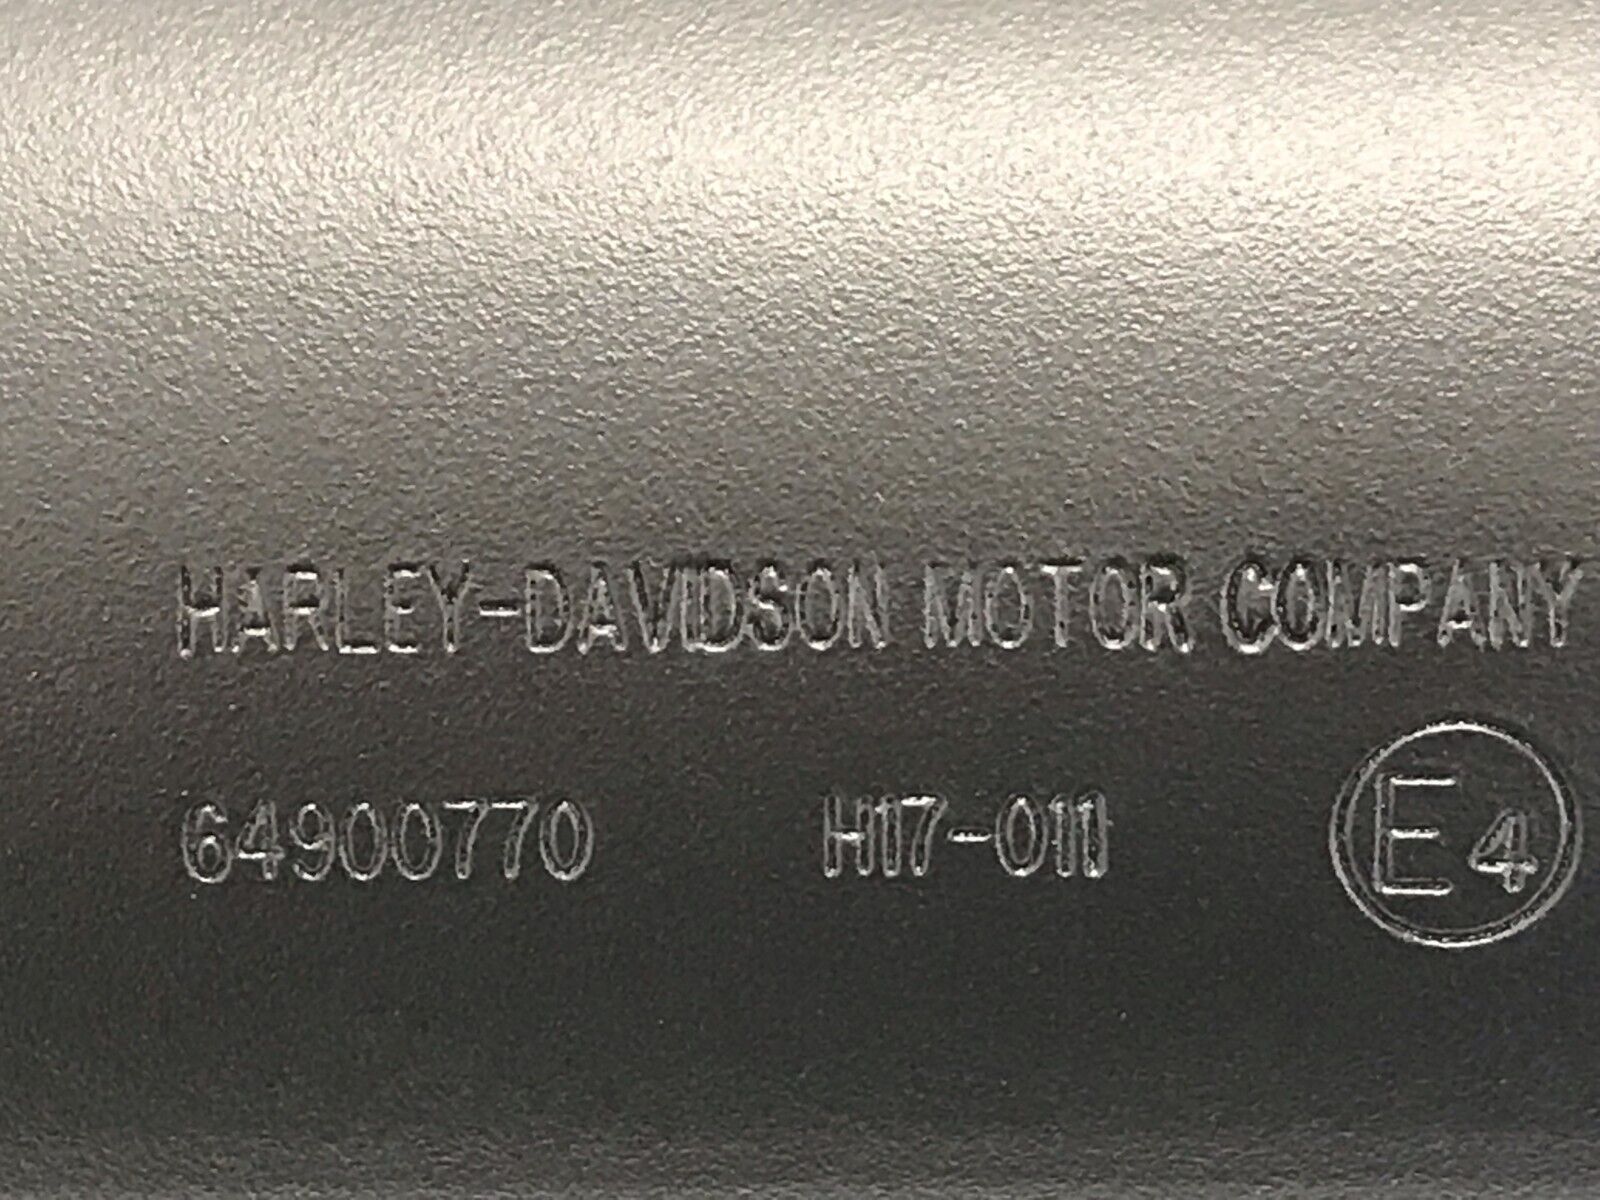 HARLEY-DAVIDSON MOTOR COMPANY
64900770 H17-011 E4